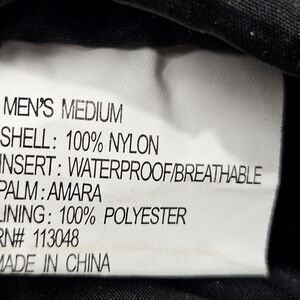 MEN'S MEDIUM
SHELL: 100% NYLON
INSERT: WATERPROOF/BREATHABLE
PALM: AMARA
LINING: 100% POLYESTER
RN# 113048
MADE IN CHINA